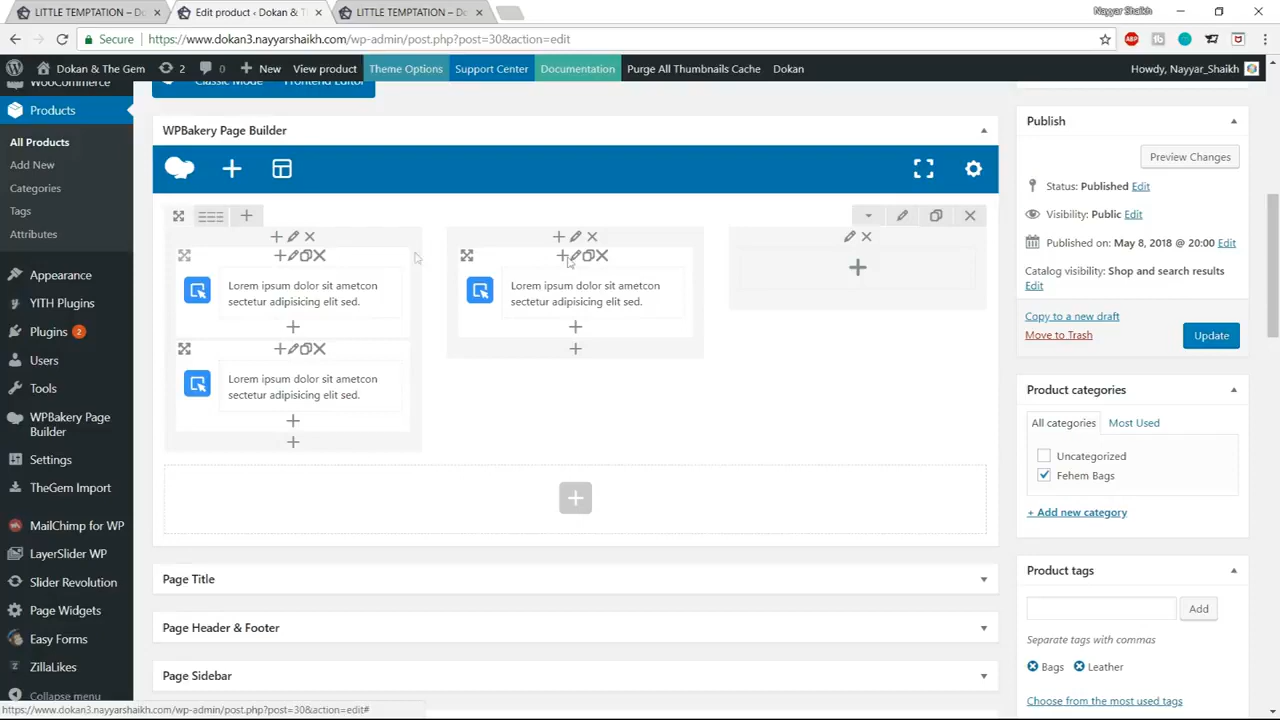 LITTLE TEMPTATION – Do
Edit product ‹ Dokan & T
LITTLE TEMPTATION – Do
Nayyar Shaikh
Secure
https://www.dokan3.nayyarshaikh.com/wp-admin/post.php?post=30&action=edit
ABP
Dokan & The Gem
2
0
New
View product
Theme Options
Support Center
Documentation
Purge All Thumbnails Cache
Dokan
Howdy, Nayyar_Shaikh
WooCommerce
Products
All Products
Add New
Categories
Tags
Attributes
Appearance
YITH Plugins
Plugins 2
Users
Tools
WPBakery Page
Builder
Settings
TheGem Import
MailChimp for WP
LayerSlider WP
Slider Revolution
Page Widgets
Easy Forms
ZillaLikes
Collapse menu
Classic Mode
Frontend Editor
WPBakery Page Builder
Lorem ipsum dolor sit ametcon
sectetur adipisicing elit sed.
Lorem ipsum dolor sit ametcon
sectetur adipisicing elit sed.
Lorem ipsum dolor sit ametcon
sectetur adipisicing elit sed.
Page Title
Page Header & Footer
Page Sidebar
Publish
Preview Changes
Status: Published Edit
Visibility: Public Edit
Published on: May 8, 2018 @ 20:00 Edit
Catalog visibility: Shop and search results
Edit
Copy to a new draft
Move to Trash
Update
Product categories
All categories
Most Used
Uncategorized
Fehem Bags
+ Add new category
Product tags
Add
Separate tags with commas
Bags
Leather
Choose from the most used tags
https://www.dokan3.nayyarshaikh.com/wp-admin/post.php?post=30&action=edit#